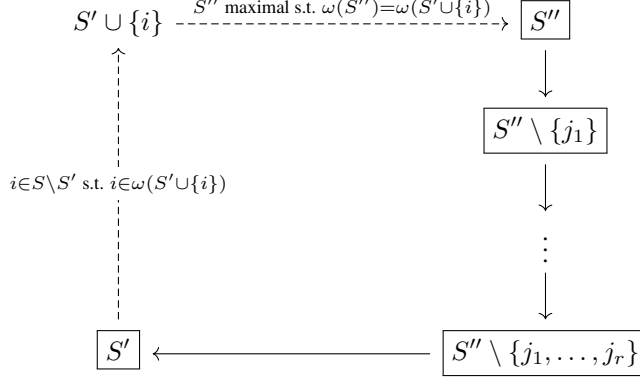 S′ ∪ {i}
S′′ maximal s.t. ω(S′′)=ω(S′∪{i})
S′′
S′′ \ {j₁}
i∈S\S′ s.t. i∈ω(S′∪{i})
⋮
S′
S′′ \ {j₁, . . . , jᵣ}